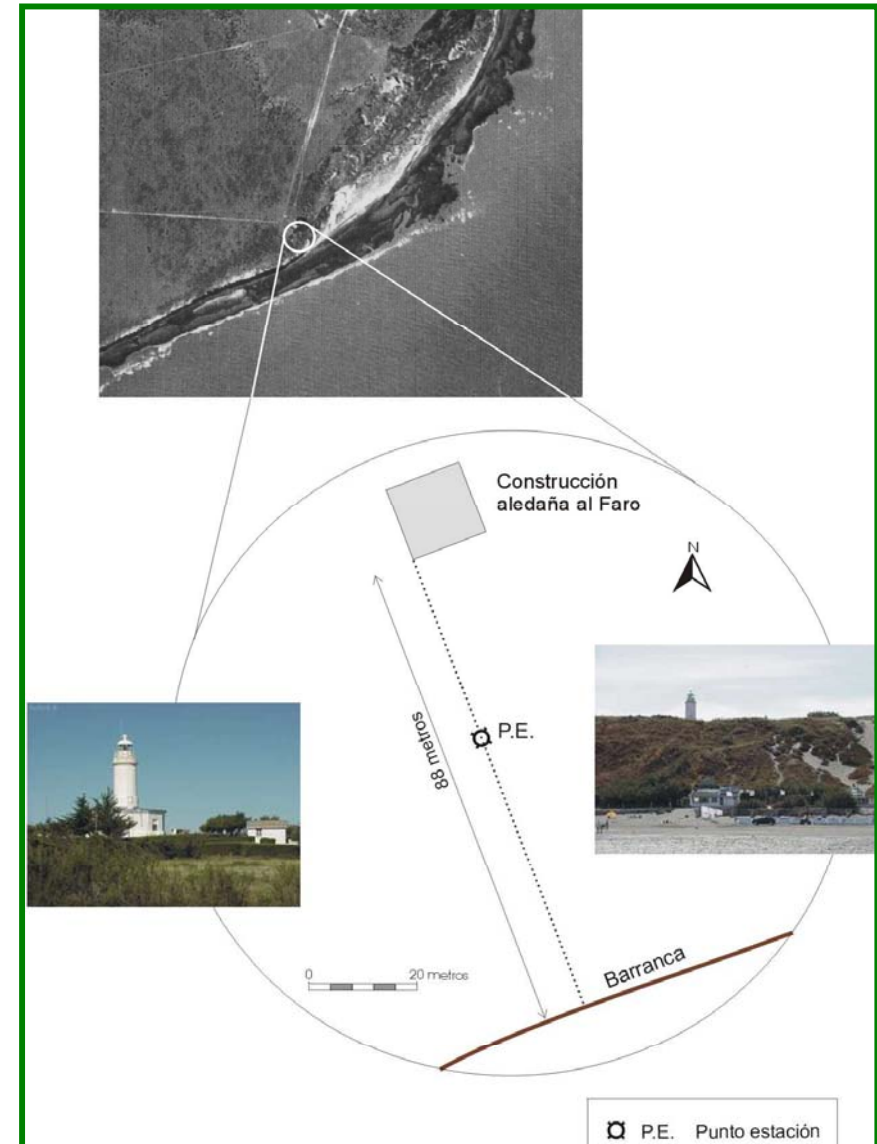 Construcción
aledaña al Faro
N
88 metros
P.E.
Barranca
0 20 metros
P.E. Punto estación